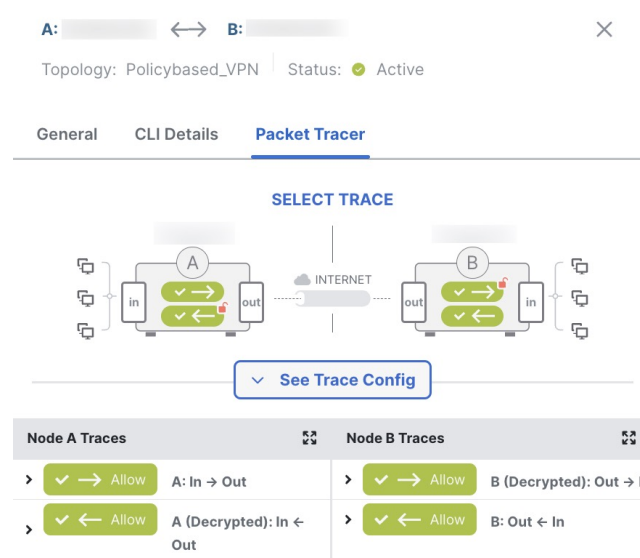 A: B:
Topology: Policybased_VPN Status: Active
General CLI Details Packet Tracer
SELECT TRACE
A B
INTERNET
in out out in
See Trace Config
Node A Traces Node B Traces
Allow A: In → Out Allow B (Decrypted): Out →
Allow A (Decrypted): In ← Out Allow B: Out ← In